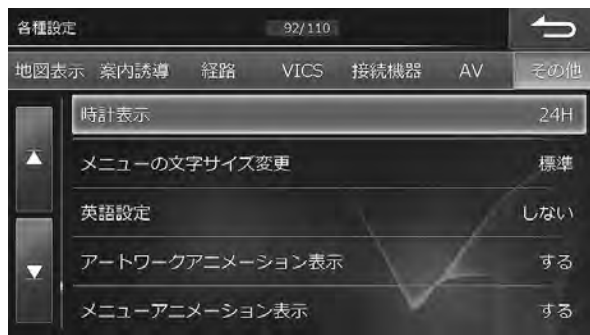 各種設定 92/110
地図表示 案内誘導 経路 VICS 接続機器 AV その他
時計表示 24H
メニューの文字サイズ変更 標準
英語設定 しない
アートワークアニメーション表示 する
メニューアニメーション表示 する